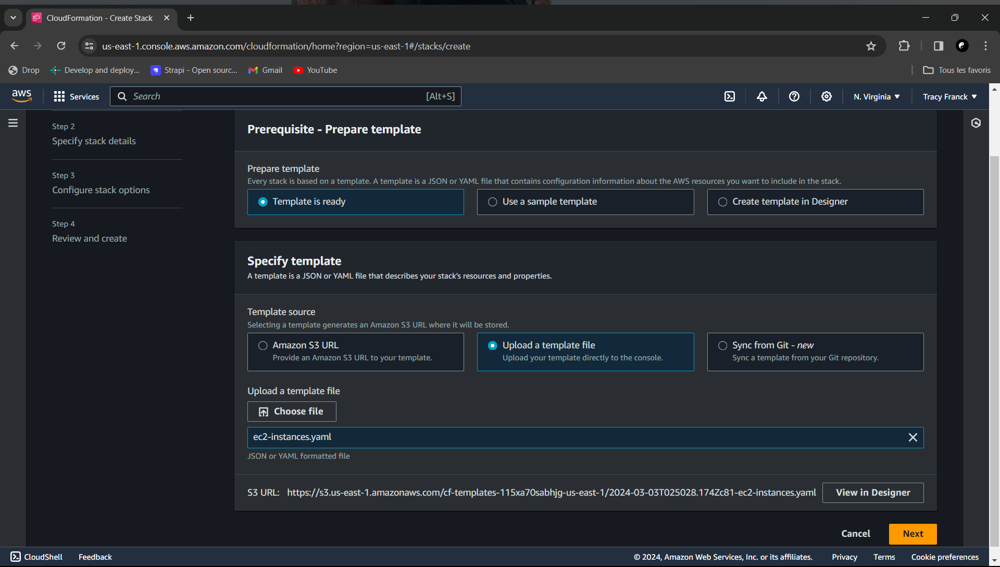 CloudFormation - Create Stack
us-east-1.console.aws.amazon.com/cloudformation/home?region=us-east-1#/stacks/create
Drop
Develop and deploy...
Strapi - Open sourc...
Gmail
YouTube
Tous les favoris
aws
Services
Search
[Alt+S]
N. Virginia
Tracy Franck
Step 2
Specify stack details
Step 3
Configure stack options
Step 4
Review and create
Prerequisite - Prepare template
Prepare template
Every stack is based on a template. A template is a JSON or YAML file that contains configuration information about the AWS resources you want to include in the stack.
Template is ready
Use a sample template
Create template in Designer
Specify template
A template is a JSON or YAML file that describes your stack's resources and properties.
Template source
Selecting a template generates an Amazon S3 URL where it will be stored.
Amazon S3 URL
Provide an Amazon S3 URL to your template.
Upload a template file
Upload your template directly to the console.
Sync from Git - new
Sync a template from your Git repository.
Upload a template file
Choose file
ec2-instances.yaml
JSON or YAML formatted file
S3 URL: https://s3.us-east-1.amazonaws.com/cf-templates-115xa70sabhjg-us-east-1/2024-03-03T025028.174Zc81-ec2-instances.yaml
View in Designer
Cancel
Next
CloudShell
Feedback
© 2024, Amazon Web Services, Inc. or its affiliates.
Privacy
Terms
Cookie preferences